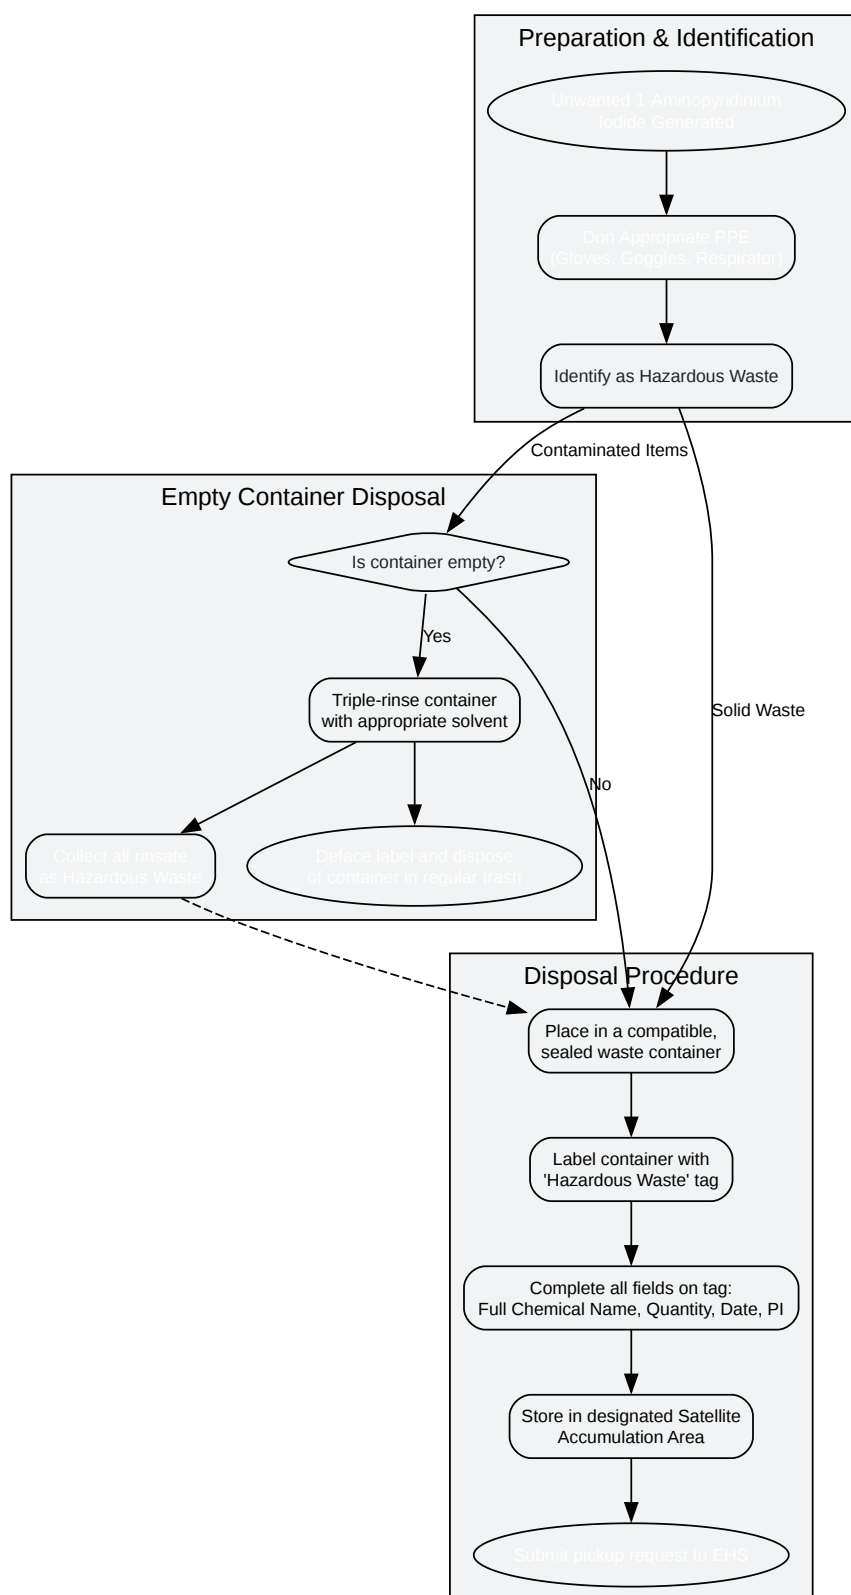 Preparation & Identification
Unwanted 1-Aminopyridinium
Iodide Generated
Don Appropriate PPE
(Gloves, Goggles, Respirator)
Identify as Hazardous Waste
Contaminated Items
Empty Container Disposal
Is container empty?
Yes
Triple-rinse container
with appropriate solvent
Solid Waste
No
Collect all rinsate
as Hazardous Waste
Deface label and dispose
of container in regular trash
Disposal Procedure
Place in a compatible,
sealed waste container
Label container with
'Hazardous Waste' tag
Complete all fields on tag:
Full Chemical Name, Quantity, Date, PI
Store in designated Satellite
Accumulation Area
Submit pickup request to EHS